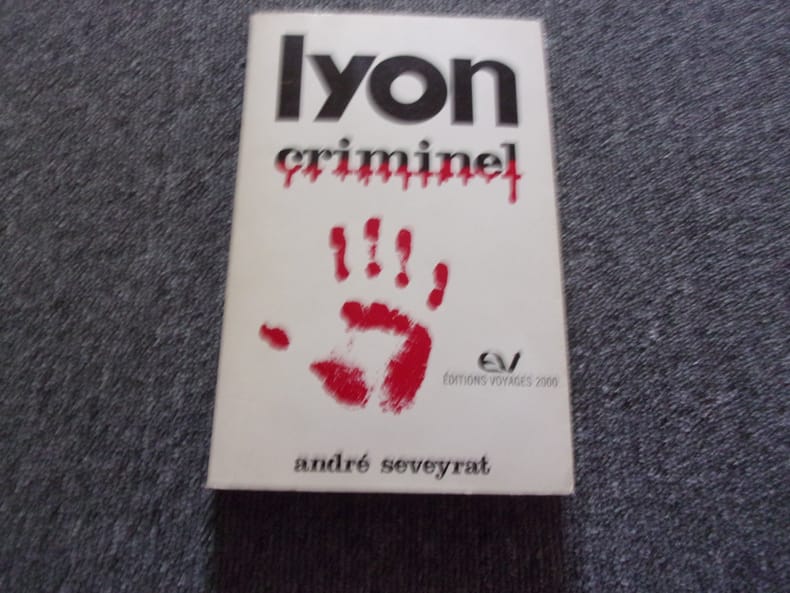 lyon
criminel
EV
ÉDITIONS VOYAGES 2000
andré seveyrat